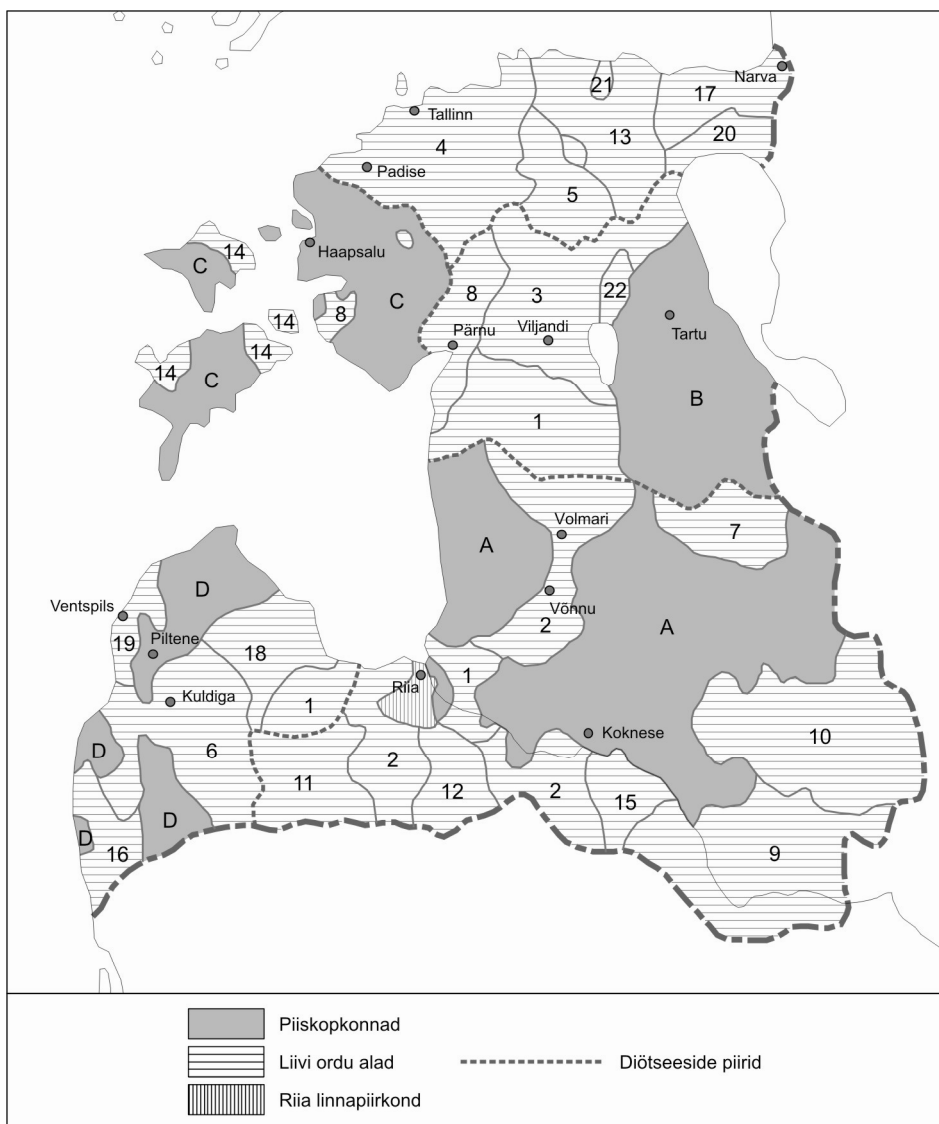 Narva
21
17
Tallinn
4
13
20
Padise
5
Haapsalu
14
C
C
8
3
22
8
14
Pärnu
Viljandi
Tartu
14
14
C
B
1
Volmari
7
A
D
Võnnu
2
A
Ventspils
Piltene
19
18
1
Riia
Kuldiga
1
Koknese
10
D
6
2
11
12
2
15
D
D
16
9
Piiskopkonnad
Liivi ordu alad
Diötseeside piirid
Riia linnapiirkond